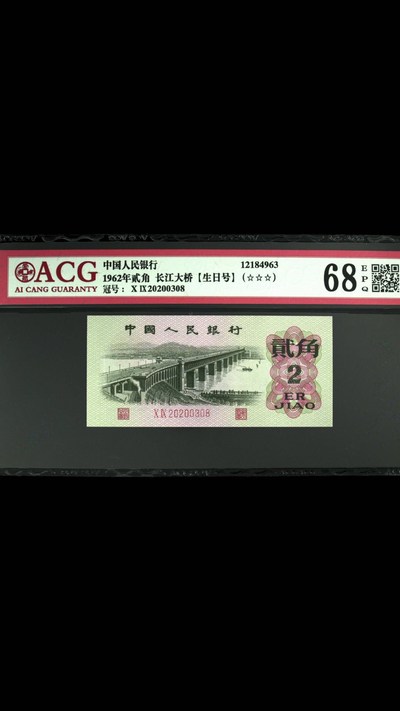 ACG
AI CANG GUARANTY
中国人民银行
12184963
1962年贰角 长江大桥【生日号】(☆☆☆)
冠号: X IX 20200308
68
EPQ
中國人民銀行
貳角
2
ER
JIAO
X IX 20200308